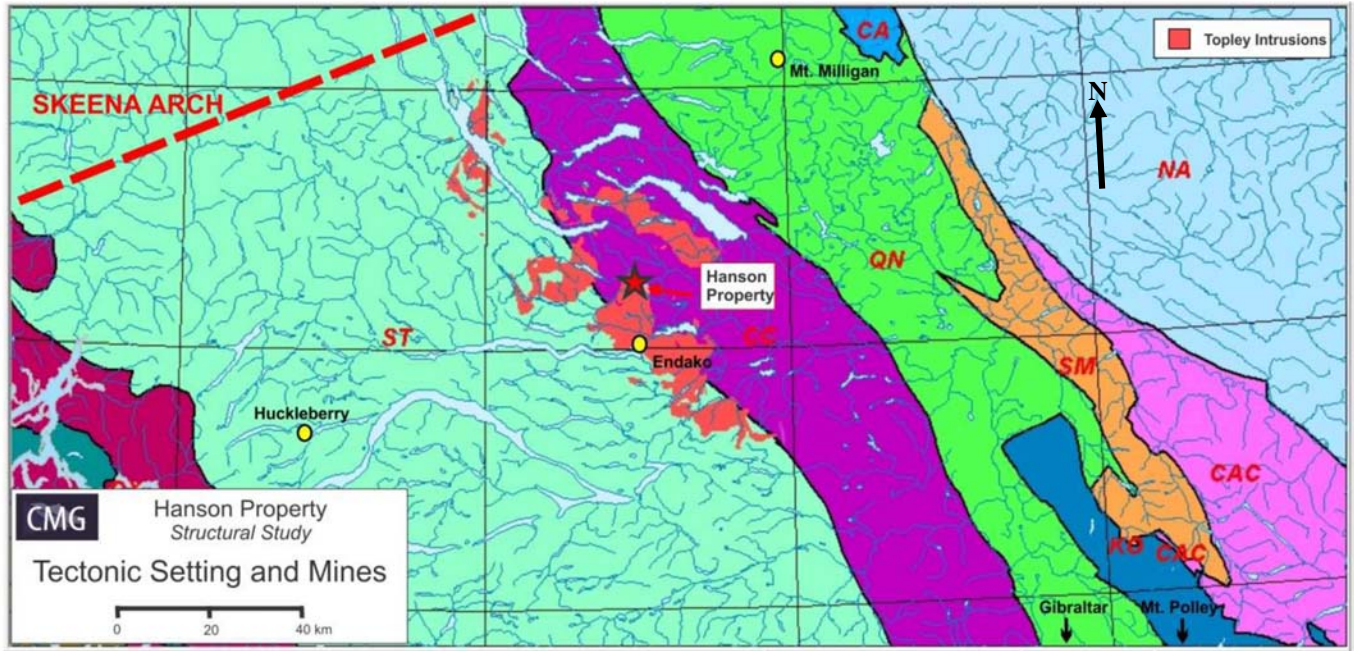 CA
Topley Intrusions
Mt. Milligan
N
SKEENA ARCH
NA
QN
Hanson
Property
ST
CC
SM
Endako
Huckleberry
CAC
CMG
Hanson Property
Structural Study
Tectonic Setting and Mines
0 20 40 km
KO
CAC
Gibraltar
Mt. Polley